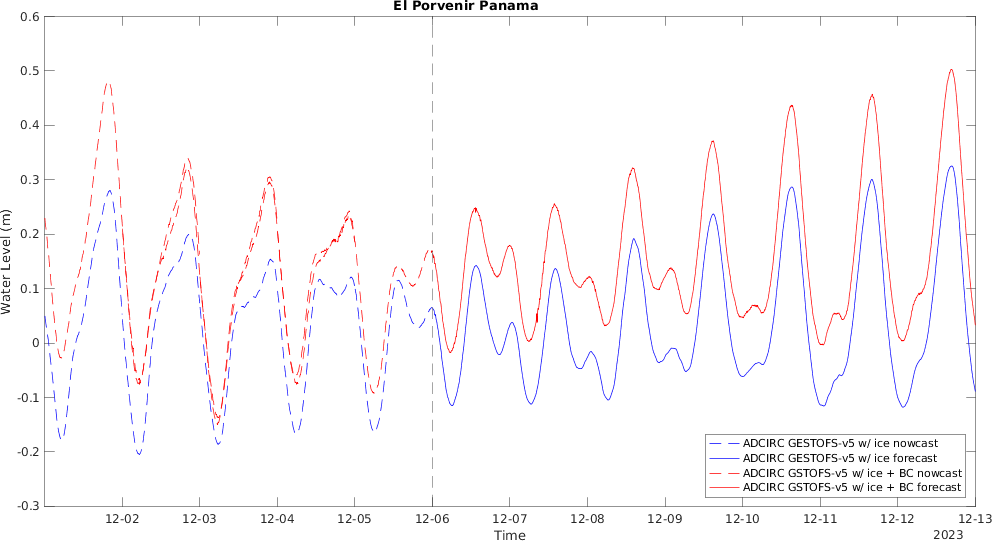 El Porvenir Panama
0.6
0.5
0.4
0.3
0.2
0.1
0
-0.1
-0.2
-0.3
Water Level (m)
ADCIRC GESTOFS-v5 w/ ice nowcast
ADCIRC GESTOFS-v5 w/ ice forecast
ADCIRC GSTOFS-v5 w/ ice + BC nowcast
ADCIRC GSTOFS-v5 w/ ice + BC forecast
12-02 12-03 12-04 12-05 12-06 12-07 12-08 12-09 12-10 12-11 12-12 12-13
Time
2023